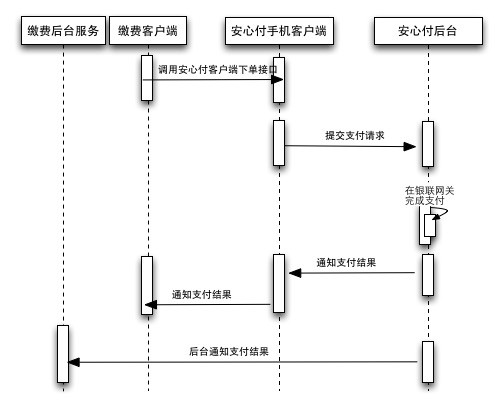 缴费后台服务
缴费客户端
安心付手机客户端
安心付后台
调用安心付客户端下单接口
提交支付请求
在银联网关
完成支付
通知支付结果
通知支付结果
后台通知支付结果